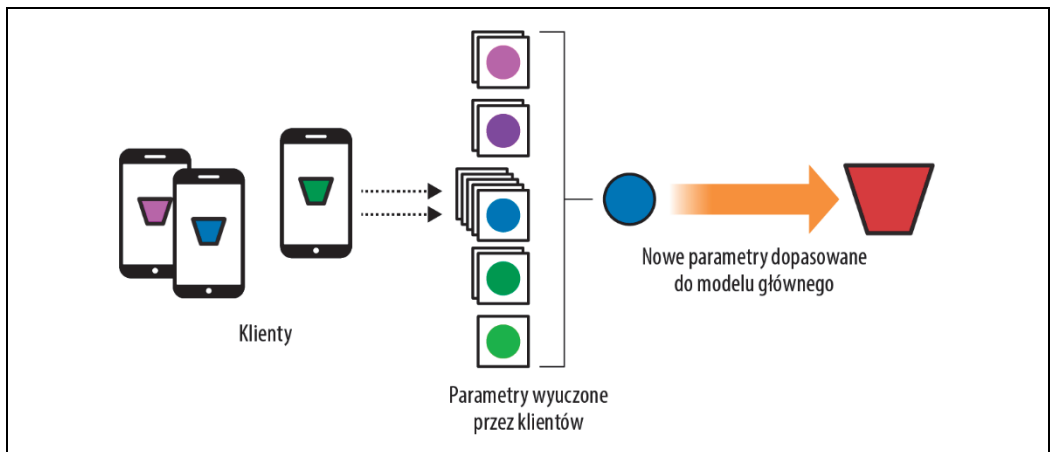 Klienty
Parametry wyuczone
przez klientów
Nowe parametry dopasowane
do modelu głównego